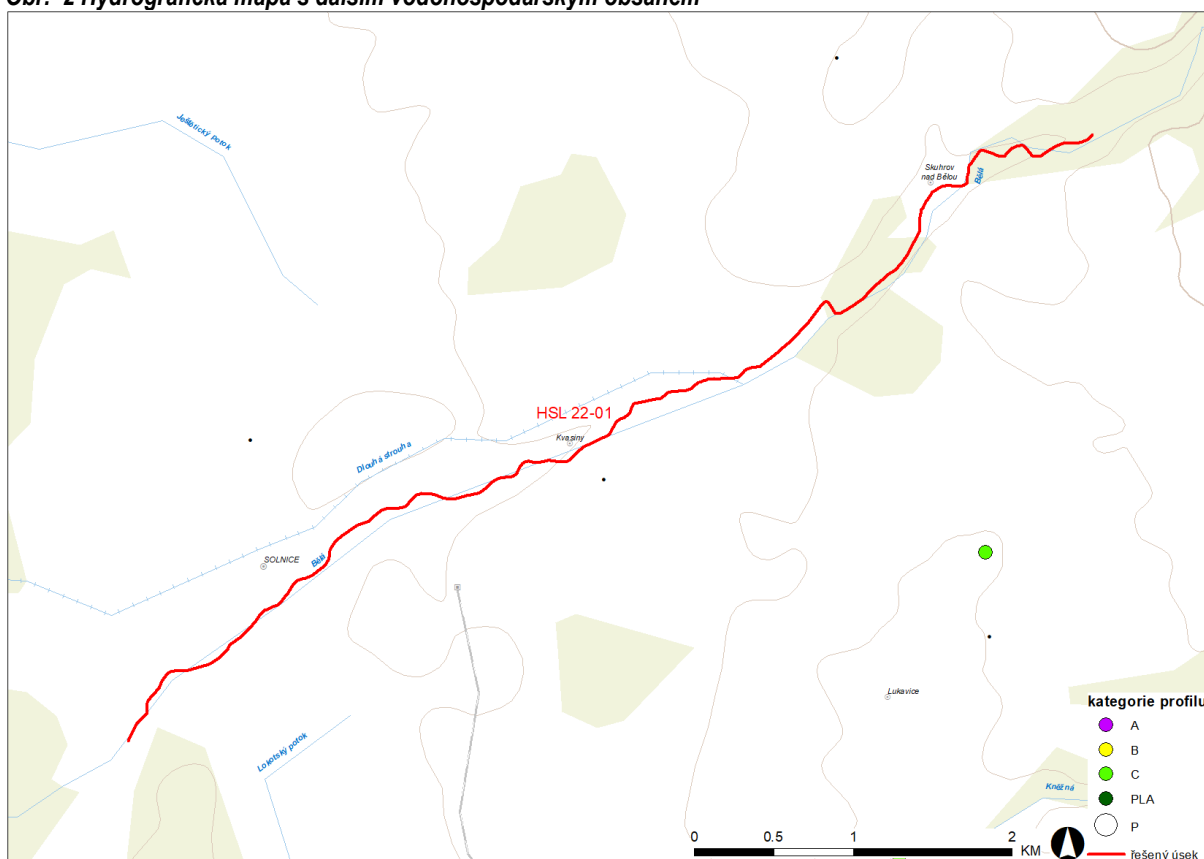 Obr. 2 Hydrografická mapa s dalším vodohospodářským obsahem
Ještětický potok
Skuhrov
nad Bělou
Bělá
HSL 22-01
Kvasiny
Dlouhá strouha
SOLNICE
Bělá
Lukavice
Lokotský potok
Kněžná
kategorie profilu
A
B
C
PLA
P
řešený úsek
0 0.5 1 2
KM